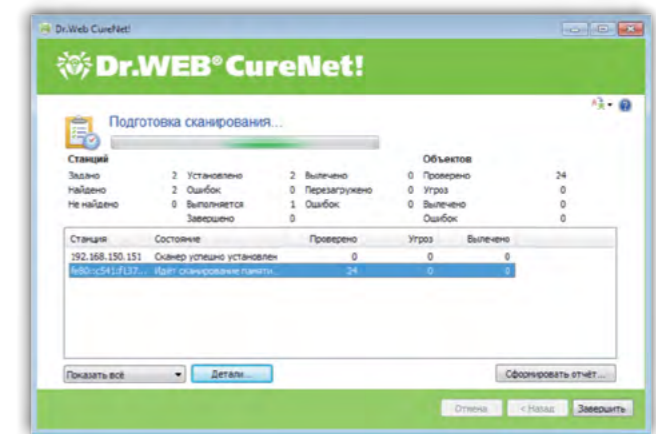 Dr.Web CureNet!
Dr.WEB® CureNet!
Подготовка сканирования...
Станций Объектов
Задано 2 Установлено 2 Вылечено 0 Проверено 24
Найдено 2 Ошибок 0 Перезагружено 0 Угроз 0
Не найдено 0 Выполняется 1 Ошибок 0 Вылечено 0
Завершено 0 Ошибок 0
Станция Состояние Проверено Угроз Вылечено
192.168.150.151 Сканер успешно установлен 0 0 0
fe80::c541:f137... Идёт сканирование памяти... 24 0 0
Показать всё Детали... Сформировать отчёт...
Отмена < Назад Завершить